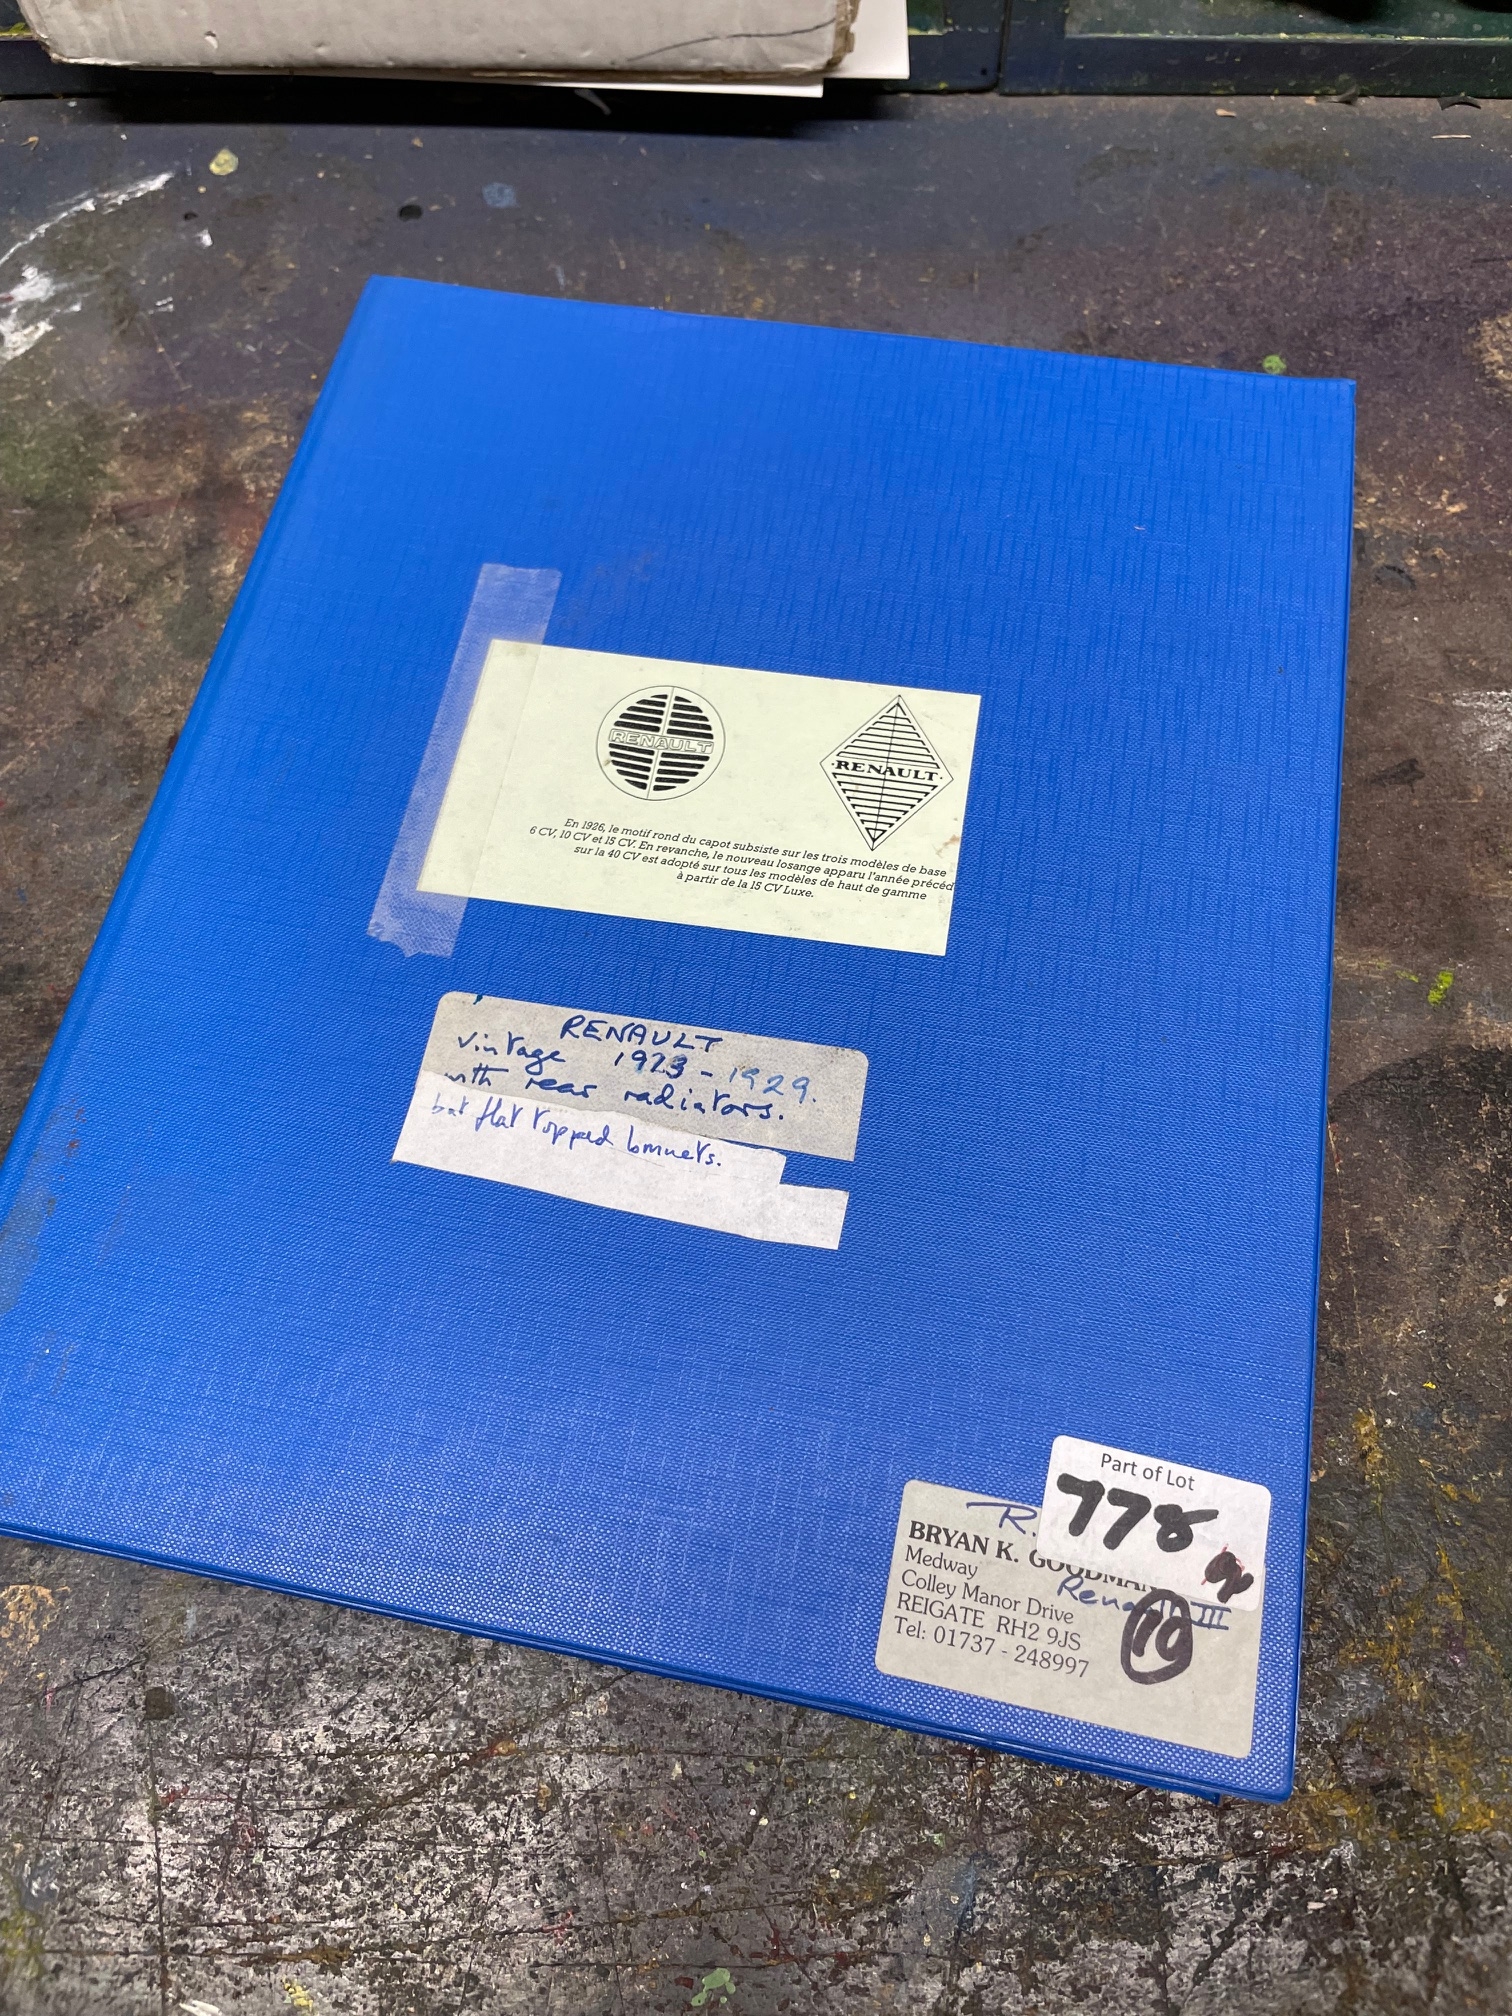 RENAULT
·RENAULT·
En 1926, le motif rond du capot subsiste sur les trois modèles de base
6 CV, 10 CV et 15 CV. En revanche, le nouveau losange apparu l'année précéd
sur la 40 CV est adopté sur tous les modèles de haut de gamme
à partir de la 15 CV Luxe.
RENAULT
vintage 1923 - 1929.
with rear radiators.
but flat topped bonnets.
Part of Lot
778
R.
BRYAN K. GOODMAN
Medway
Colley Manor Drive
REIGATE RH2 9JS
Tel: 01737 - 248997
Renault III
10